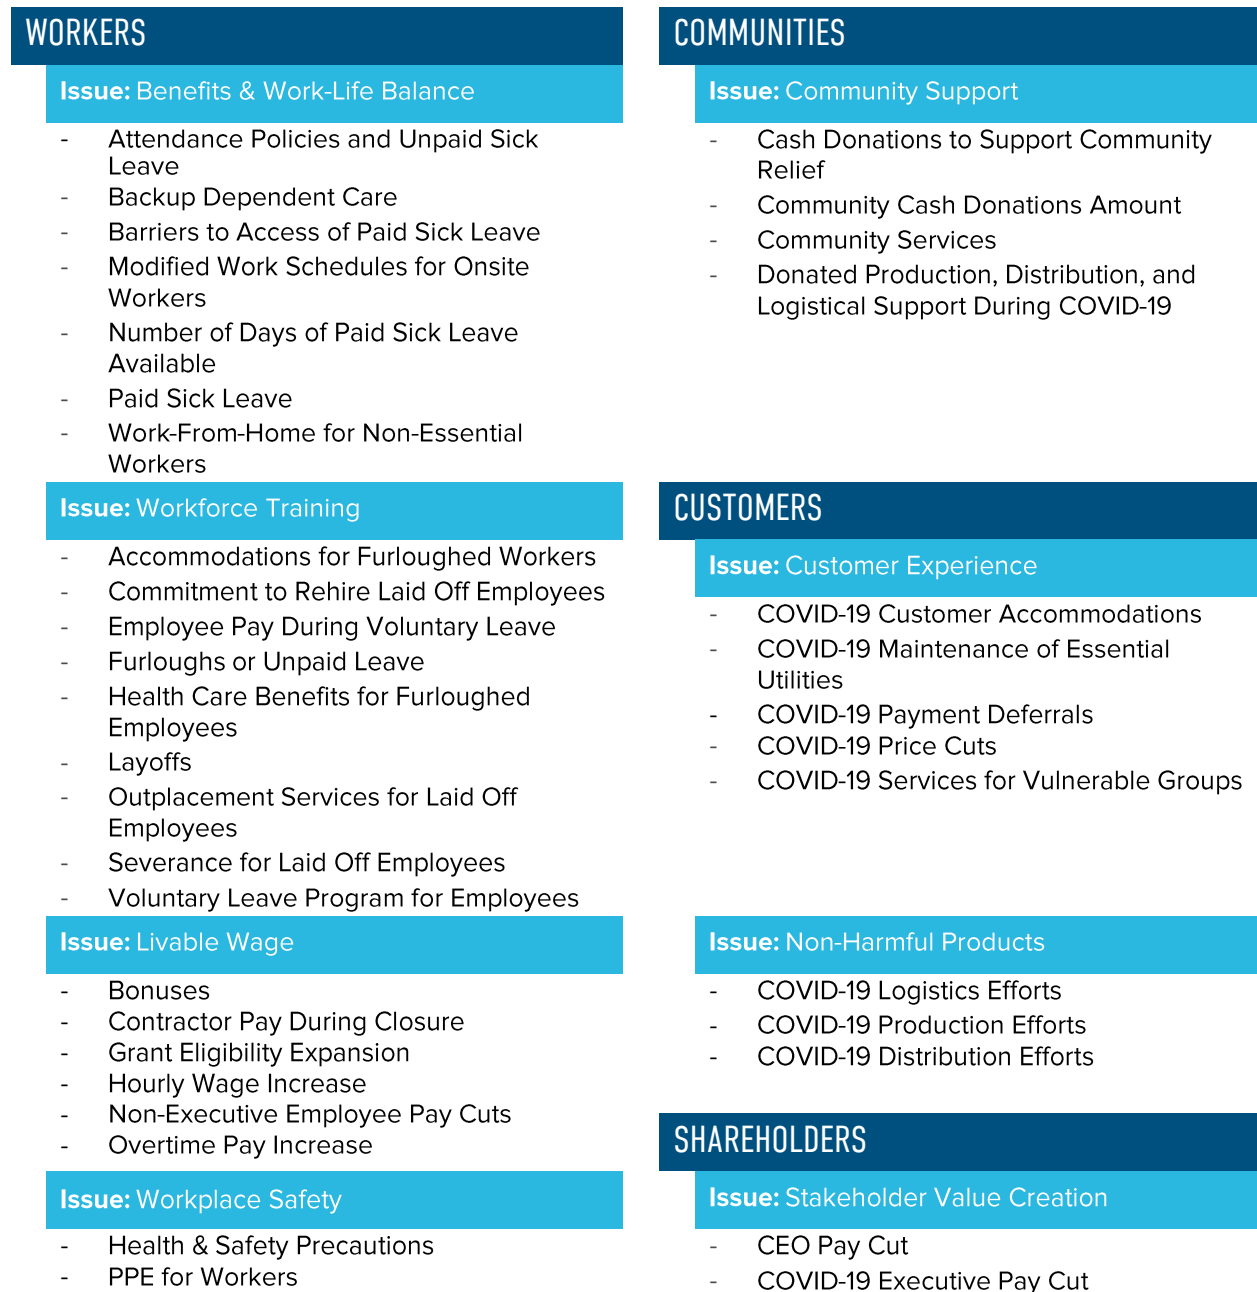 WORKERS
Issue: Benefits & Work-Life Balance
- Attendance Policies and Unpaid Sick
Leave
- Backup Dependent Care
- Barriers to Access of Paid Sick Leave
- Modified Work Schedules for Onsite
Workers
- Number of Days of Paid Sick Leave
Available
- Paid Sick Leave
- Work-From-Home for Non-Essential
Workers
Issue: Workforce Training
- Accommodations for Furloughed Workers
- Commitment to Rehire Laid Off Employees
- Employee Pay During Voluntary Leave
- Furloughs or Unpaid Leave
- Health Care Benefits for Furloughed
Employees
- Layoffs
- Outplacement Services for Laid Off
Employees
- Severance for Laid Off Employees
- Voluntary Leave Program for Employees
Issue: Livable Wage
- Bonuses
- Contractor Pay During Closure
- Grant Eligibility Expansion
- Hourly Wage Increase
- Non-Executive Employee Pay Cuts
- Overtime Pay Increase
Issue: Workplace Safety
- Health & Safety Precautions
- PPE for Workers
COMMUNITIES
Issue: Community Support
- Cash Donations to Support Community
Relief
- Community Cash Donations Amount
- Community Services
- Donated Production, Distribution, and
Logistical Support During COVID-19
CUSTOMERS
Issue: Customer Experience
- COVID-19 Customer Accommodations
- COVID-19 Maintenance of Essential
Utilities
- COVID-19 Payment Deferrals
- COVID-19 Price Cuts
- COVID-19 Services for Vulnerable Groups
Issue: Non-Harmful Products
- COVID-19 Logistics Efforts
- COVID-19 Production Efforts
- COVID-19 Distribution Efforts
SHAREHOLDERS
Issue: Stakeholder Value Creation
- CEO Pay Cut
- COVID-19 Executive Pay Cut